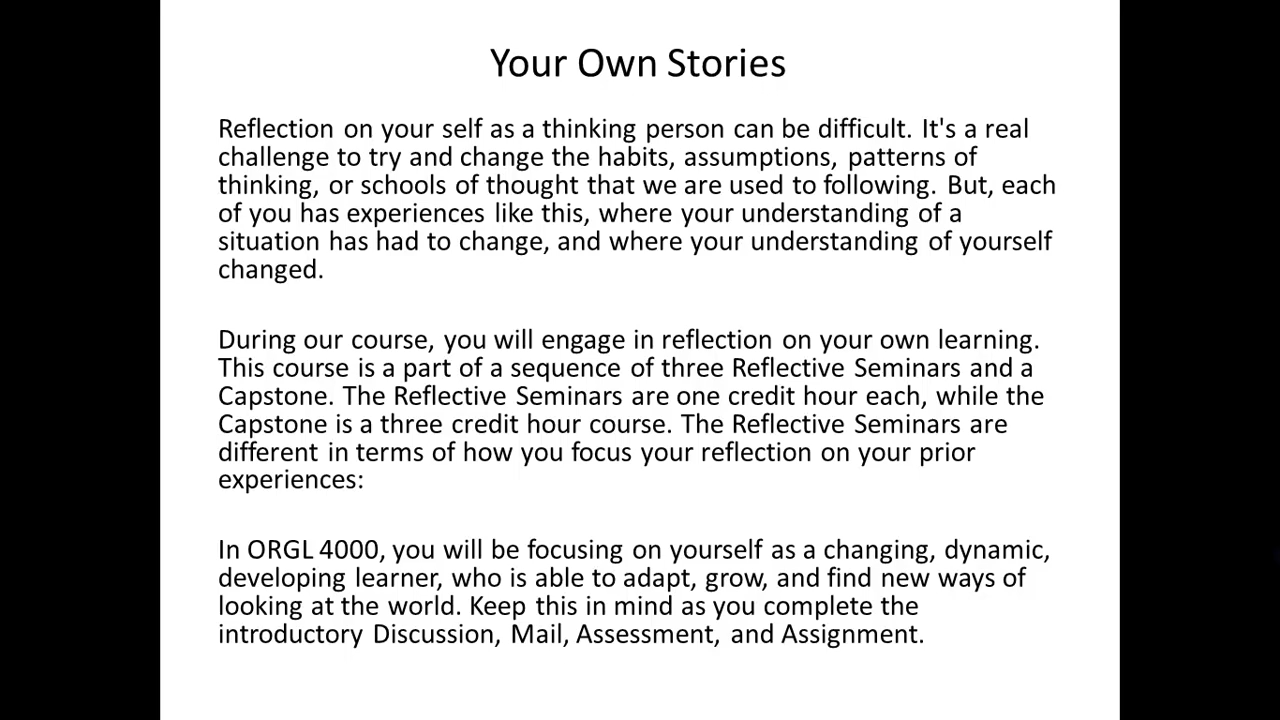 Your Own Stories
Reflection on your self as a thinking person can be difficult. It's a real
challenge to try and change the habits, assumptions, patterns of
thinking, or schools of thought that we are used to following. But, each
of you has experiences like this, where your understanding of a
situation has had to change, and where your understanding of yourself
changed.
During our course, you will engage in reflection on your own learning.
This course is a part of a sequence of three Reflective Seminars and a
Capstone. The Reflective Seminars are one credit hour each, while the
Capstone is a three credit hour course. The Reflective Seminars are
different in terms of how you focus your reflection on your prior
experiences:
In ORGL 4000, you will be focusing on yourself as a changing, dynamic,
developing learner, who is able to adapt, grow, and find new ways of
looking at the world. Keep this in mind as you complete the
introductory Discussion, Mail, Assessment, and Assignment.